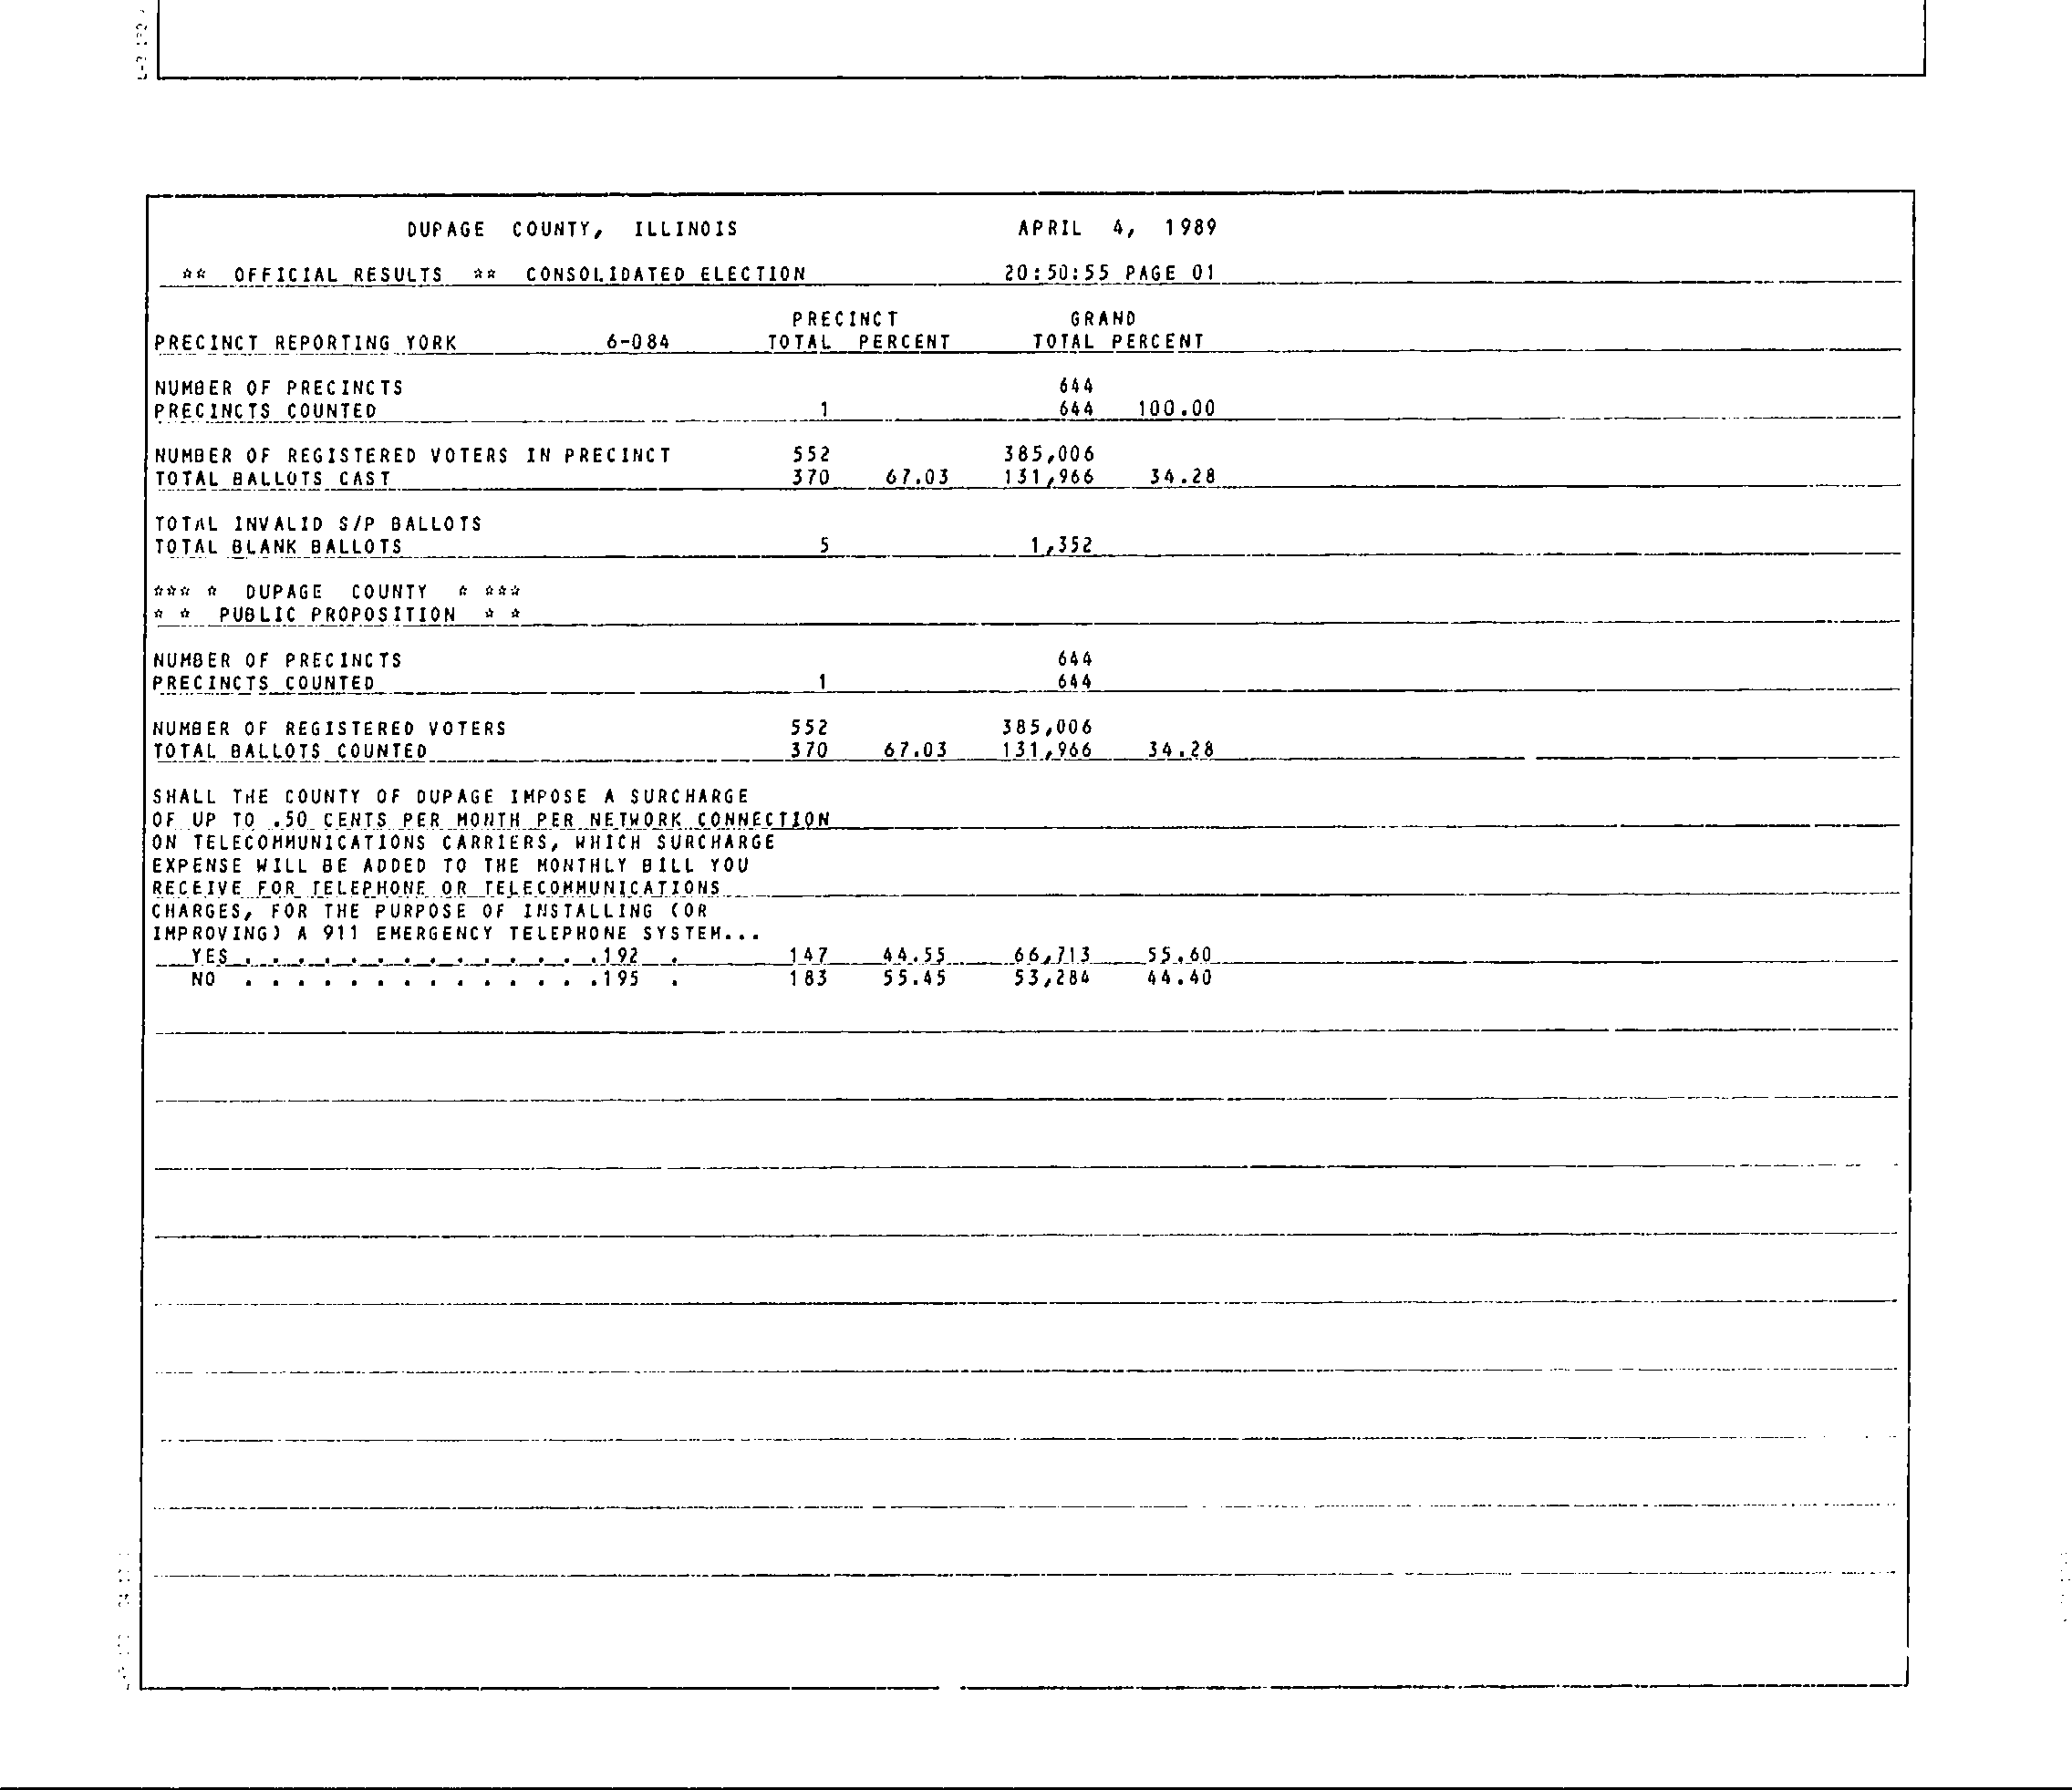 DUPAGE COUNTY, ILLINOIS APRIL 4, 1989
** OFFICIAL RESULTS ** CONSOLIDATED ELECTION 20:50:55 PAGE 01
PRECINCT GRAND
PRECINCT REPORTING YORK 6-084 TOTAL PERCENT TOTAL PERCENT
NUMBER OF PRECINCTS 644
PRECINCTS COUNTED 1 644 100.00
NUMBER OF REGISTERED VOTERS IN PRECINCT 552 385,006
TOTAL BALLOTS CAST 370 67.03 131,966 34.28
TOTAL INVALID S/P BALLOTS
TOTAL BLANK BALLOTS 5 1,352
*** * DUPAGE COUNTY * ***
* * PUBLIC PROPOSITION * *
NUMBER OF PRECINCTS 644
PRECINCTS COUNTED 1 644
NUMBER OF REGISTERED VOTERS 552 385,006
TOTAL BALLOTS COUNTED 370 67.03 131,966 34.28
SHALL THE COUNTY OF DUPAGE IMPOSE A SURCHARGE
OF UP TO .50 CENTS PER MONTH PER NETWORK CONNECTION
ON TELECOMMUNICATIONS CARRIERS, WHICH SURCHARGE
EXPENSE WILL BE ADDED TO THE MONTHLY BILL YOU
RECEIVE FOR TELEPHONE OR TELECOMMUNICATIONS
CHARGES, FOR THE PURPOSE OF INSTALLING (OR
IMPROVING) A 911 EMERGENCY TELEPHONE SYSTEM...
YES . . . . . . . . . . . . . .192 . 147 44.55 66,713 55.60
NO . . . . . . . . . . . . . .195 . 183 55.45 53,284 44.40